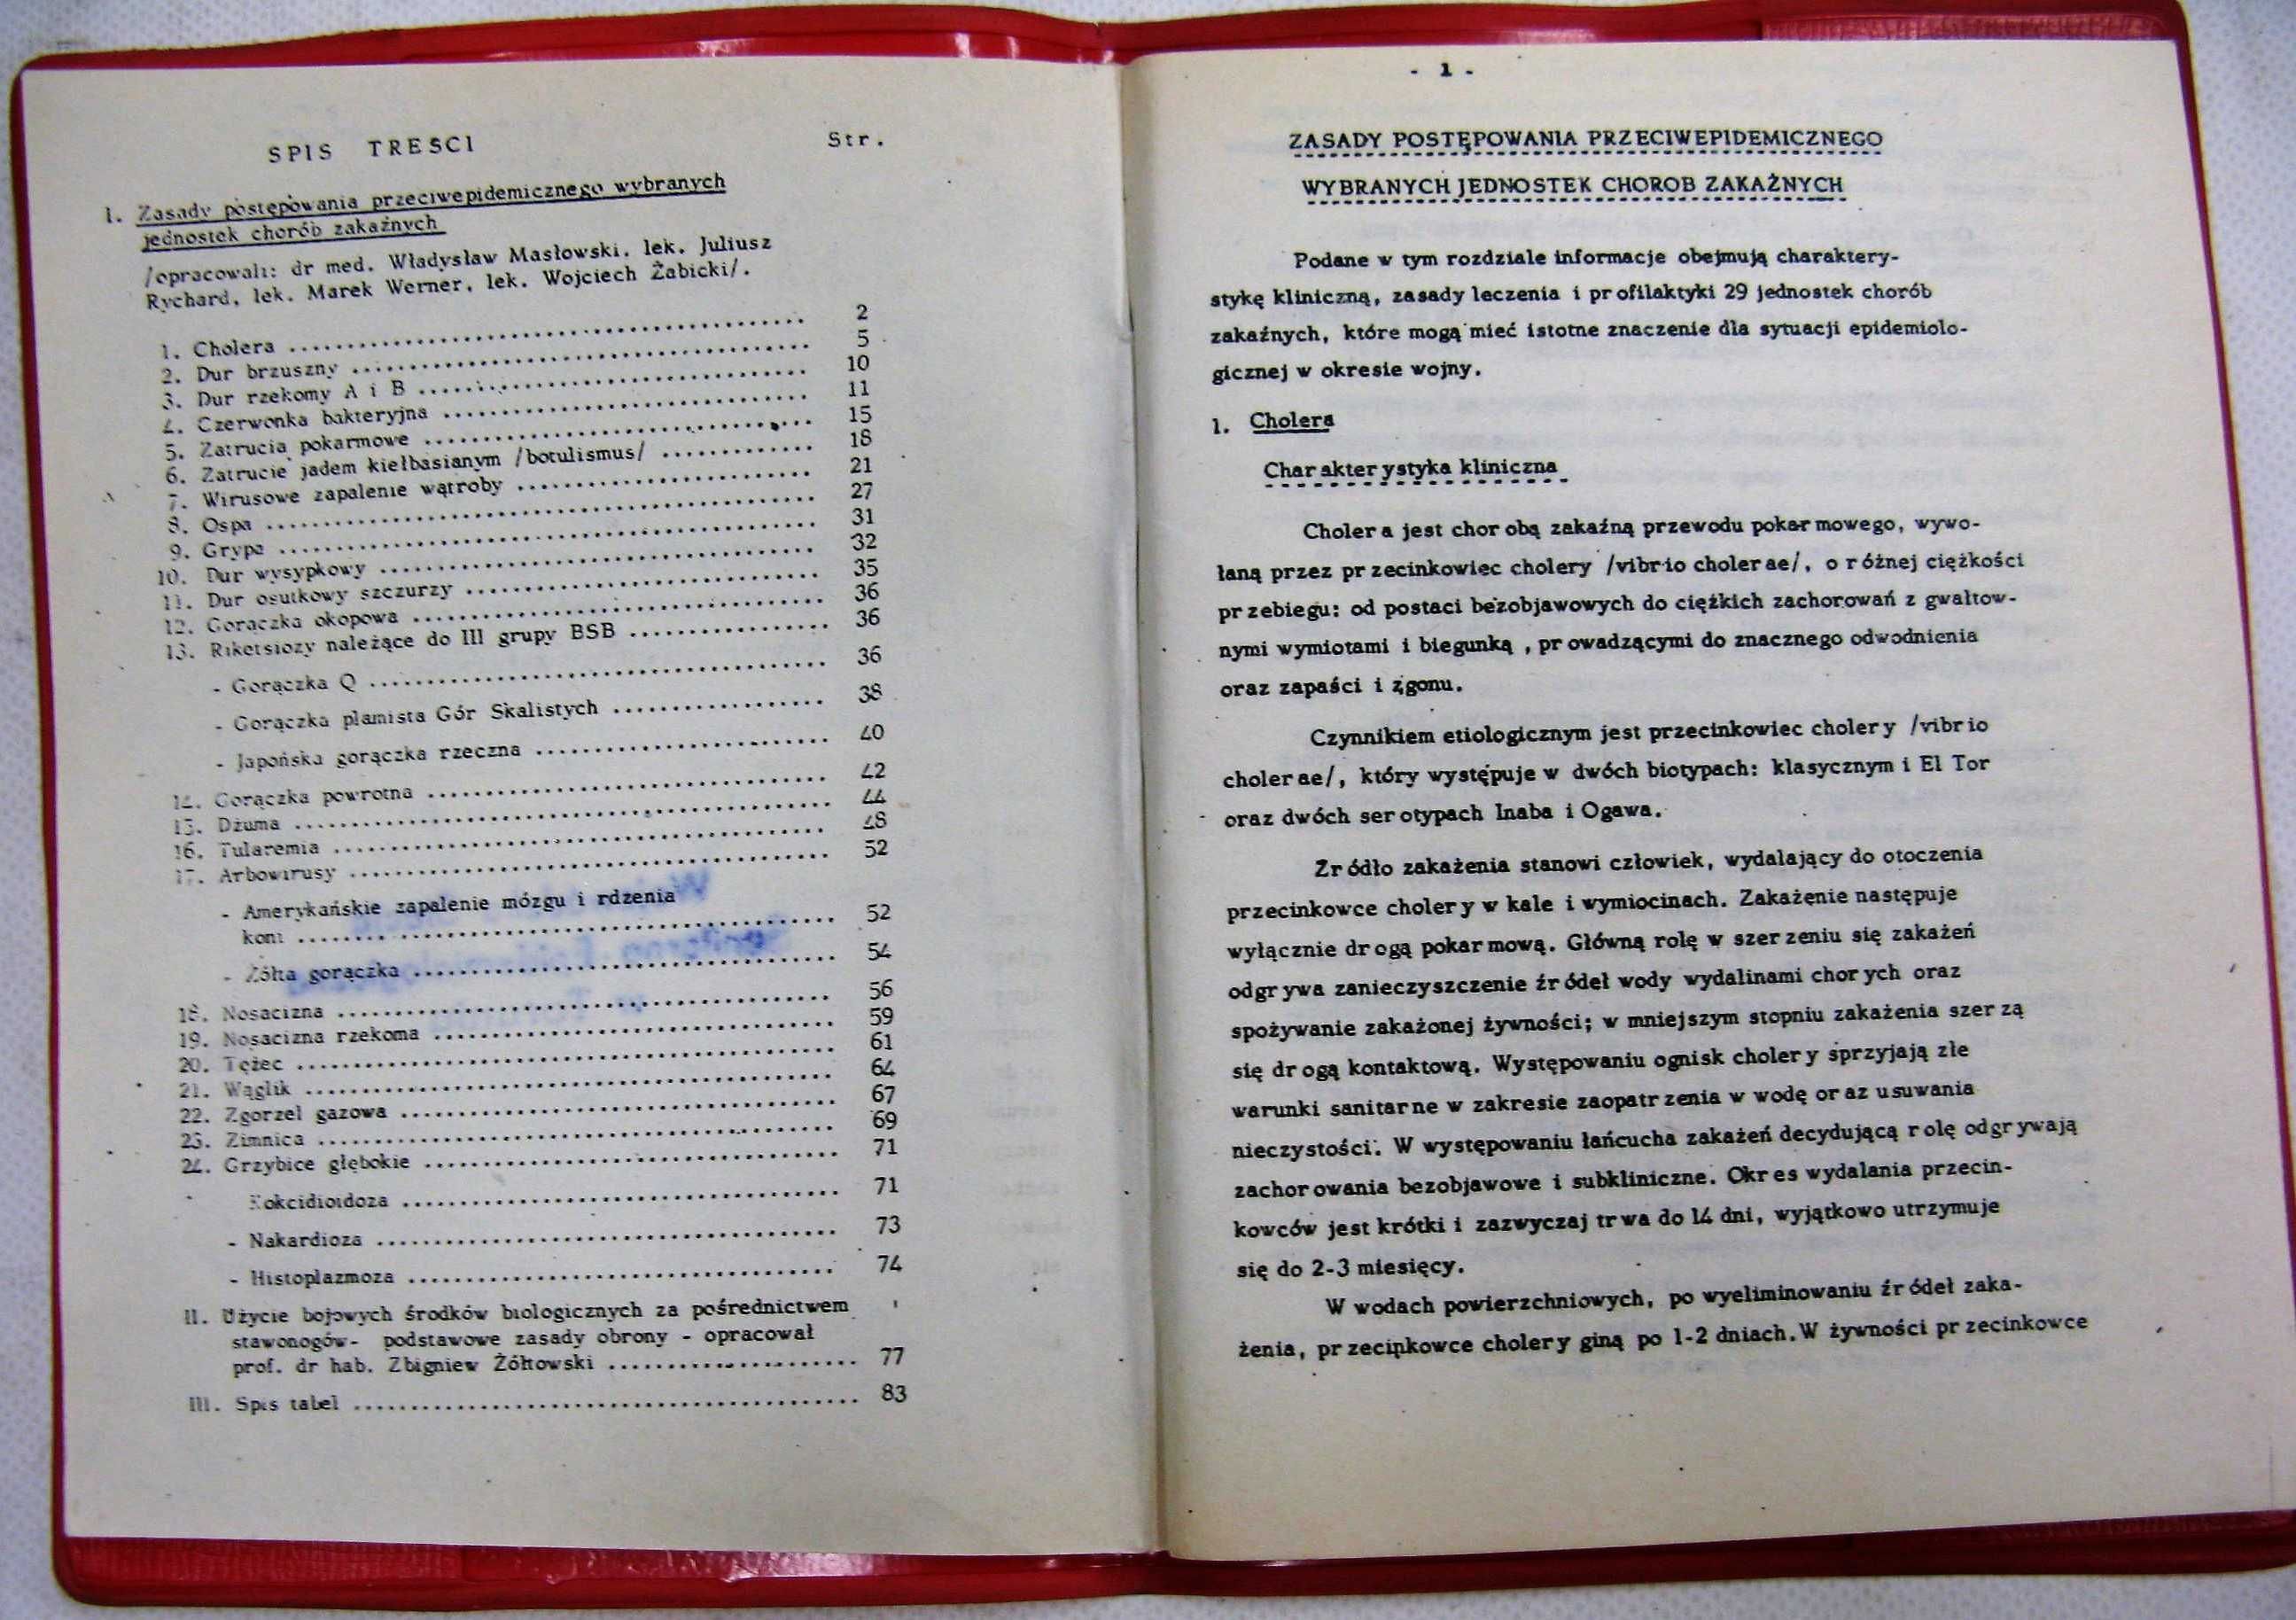 SPIS TRESCI Str.
I. Zasady postępowania przeciwepidemicznego wybranych
jednostek chorób zakaźnych
/opracowali: dr med. Władysław Masłowski, lek. Juliusz
Rychard, lek. Marek Werner, lek. Wojciech Żabicki/.
1. Cholera ........ 2
2. Dur brzuszny ........ 5
3. Dur rzekomy A i B ........ 10
4. Czerwonka bakteryjna ........ 11
5. Zatrucia pokarmowe ........ 15
6. Zatrucie jadem kiełbasianym /botulismus/ ........ 18
7. Wirusowe zapalenie wątroby ........ 21
8. Ospa ........ 27
9. Grypa ........ 31
10. Dur wysypkowy ........ 32
11. Dur osutkowy szczurzy ........ 35
12. Gorączka okopowa ........ 36
13. Riketsiozy należące do III grupy BSB ........ 36
- Gorączka Q ........ 36
- Gorączka plamista Gór Skalistych ........ 38
- Japońska gorączka rzeczna ........ 40
14. Gorączka powrotna ........ 42
15. Dżuma ........ 44
16. Tularemia ........ 48
17. Arbowirusy ........ 52
- Amerykańskie zapalenie mózgu i rdzenia
koni ........ 52
- Żółta gorączka ........ 54
18. Nosacizna ........ 56
19. Nosacizna rzekoma ........ 59
20. Tężec ........ 61
21. Wąglik ........ 64
22. Zgorzel gazowa ........ 67
23. Zimnica ........ 69
24. Grzybice głębokie ........ 71
Kokcidioidoza ........ 71
- Nakardioza ........ 73
- Histoplazmoza ........ 74
II. Użycie bojowych środków biologicznych za pośrednictwem
stawonogów- podstawowe zasady obrony - opracował
prof. dr hab. Zbigniew Żółtowski ........ 77
III. Spis tabel ........ 83
- 1 -
ZASADY POSTĘPOWANIA PRZECIWEPIDEMICZNEGO
WYBRANYCH JEDNOSTEK CHOROB ZAKAŹNYCH
Podane w tym rozdziale informacje obejmują charaktery-
stykę kliniczną, zasady leczenia i profilaktyki 29 jednostek chorób
zakaźnych, które mogą mieć istotne znaczenie dla sytuacji epidemiolo-
gicznej w okresie wojny.
1. Cholera
Charakterystyka kliniczna
Cholera jest chorobą zakaźną przewodu pokarmowego, wywo-
łaną przez przecinkowiec cholery /vibrio cholerae/, o różnej ciężkości
przebiegu: od postaci bezobjawowych do ciężkich zachorowań z gwałtow-
nymi wymiotami i biegunką , prowadzącymi do znacznego odwodnienia
oraz zapaści i zgonu.
Czynnikiem etiologicznym jest przecinkowiec cholery /vibrio
cholerae/, który występuje w dwóch biotypach: klasycznym i El Tor
oraz dwóch serotypach Inaba i Ogawa.
Zródło zakażenia stanowi człowiek, wydalający do otoczenia
przecinkowce cholery w kale i wymiocinach. Zakażenie następuje
wyłącznie drogą pokarmową. Główną rolę w szerzeniu się zakażeń
odgrywa zanieczyszczenie źródeł wody wydalinami chorych oraz
spożywanie zakażonej żywności; w mniejszym stopniu zakażenia szerzą
się drogą kontaktową. Występowaniu ognisk cholery sprzyjają złe
warunki sanitarne w zakresie zaopatrzenia w wodę oraz usuwania
nieczystości. W występowaniu łańcucha zakażeń decydującą rolę odgrywają
zachorowania bezobjawowe i subkliniczne. Okres wydalania przecin-
kowców jest krótki i zazwyczaj trwa do 14 dni, wyjątkowo utrzymuje
się do 2-3 miesięcy.
W wodach powierzchniowych, po wyeliminowaniu źródeł zaka-
żenia, przecinkowce cholery giną po 1-2 dniach.W żywności przecinkowce